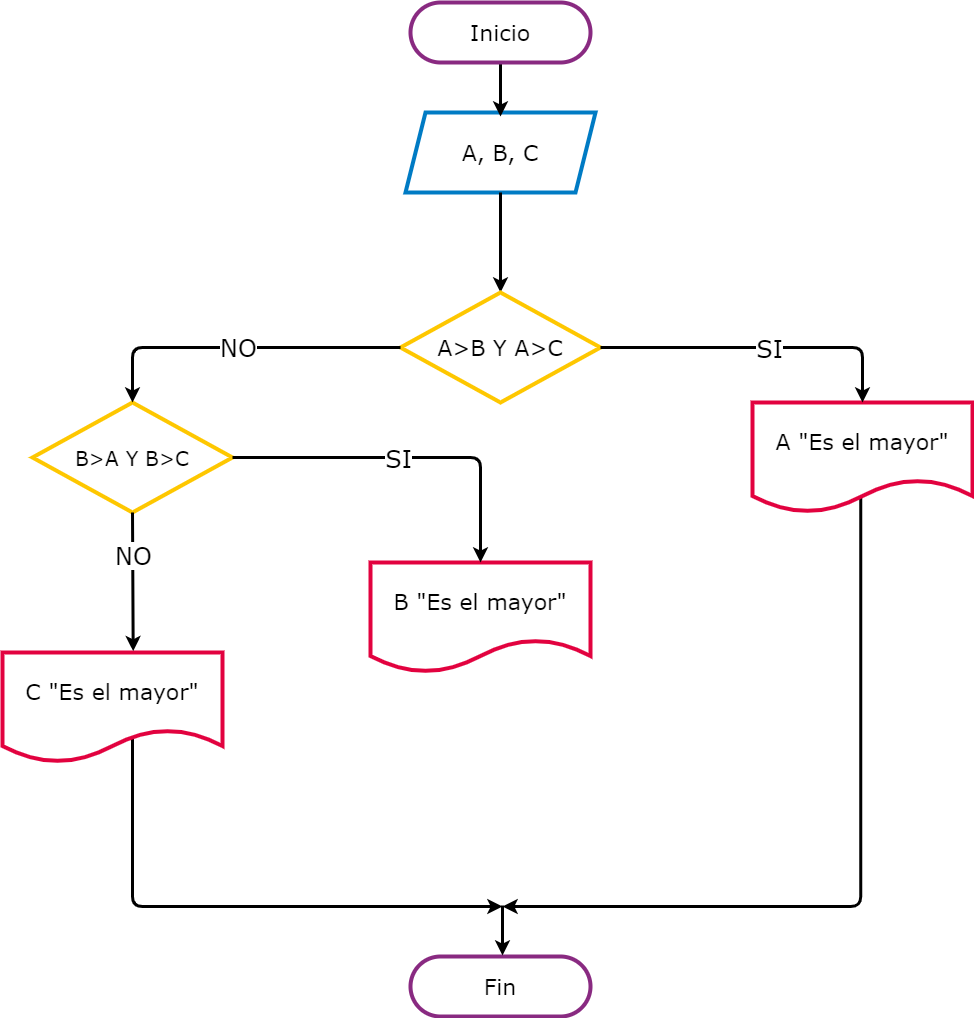 Inicio
A, B, C
A>B Y A>C
NO
SI
A "Es el mayor"
B>A Y B>C
SI
NO
B "Es el mayor"
C "Es el mayor"
Fin